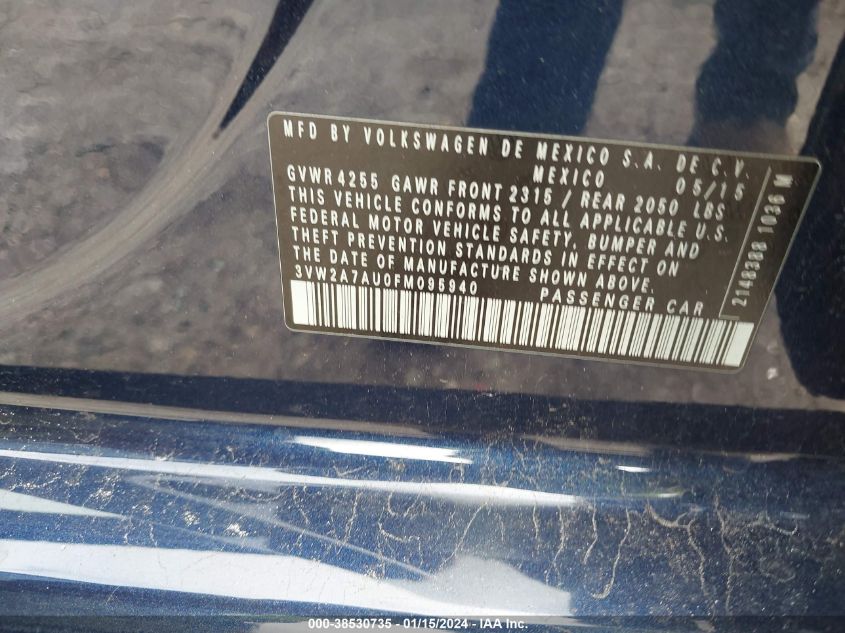 MFD BY VOLKSWAGEN DE MEXICO S.A. DE C.V.
MEXICO 05/15
GVWR 4255 GAWR FRONT 2315 / REAR 2050 LBS
THIS VEHICLE CONFORMS TO ALL APPLICABLE U.S.
FEDERAL MOTOR VEHICLE SAFETY, BUMPER AND
THEFT PREVENTION STANDARDS IN EFFECT ON
THE DATE OF MANUFACTURE SHOWN ABOVE.
3VW2A7AU0FM095940 PASSENGER CAR
2148388 1036 M
000-38530735 - 01/15/2024 - IAA Inc.